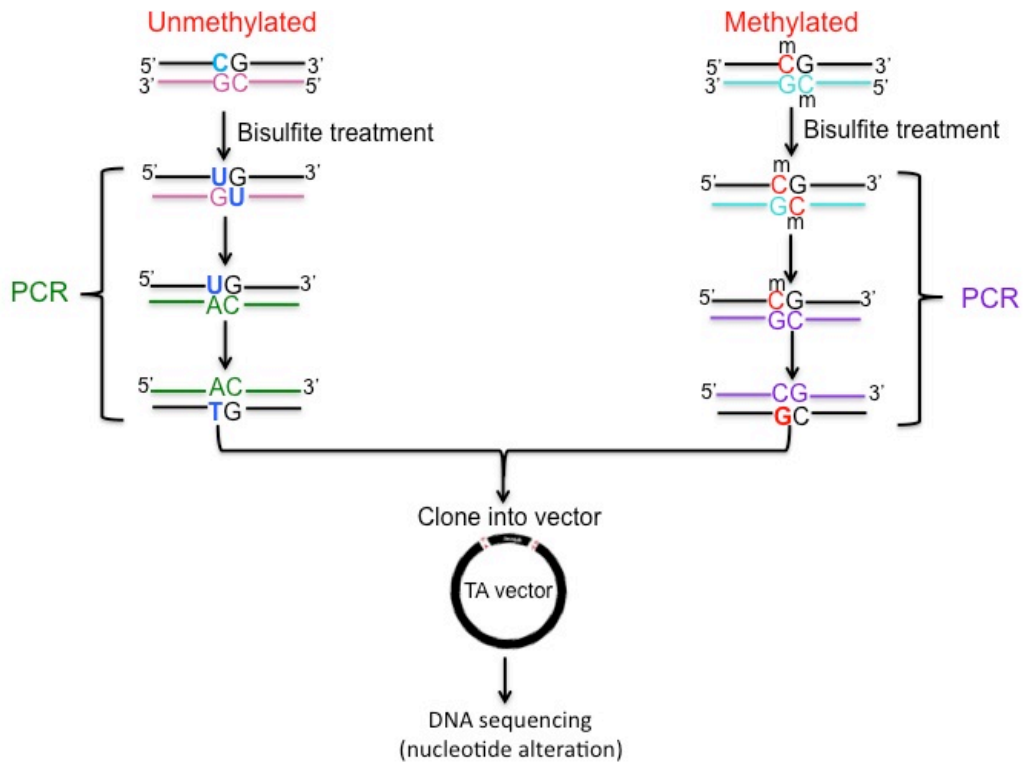 Unmethylated
5’ CG 3’
3’ GC 5’
Bisulfite treatment
5’ UG 3’
GU
5’ UG 3’
AC
5’ AC 3’
TG
PCR
Methylated
m
5’ CG 3’
3’ GC 5’
m
Bisulfite treatment
m
5’ CG 3’
GC
m
m
5’ CG 3’
GC
5’ CG 3’
GC
PCR
Clone into vector
TA vector
DNA sequencing
(nucleotide alteration)